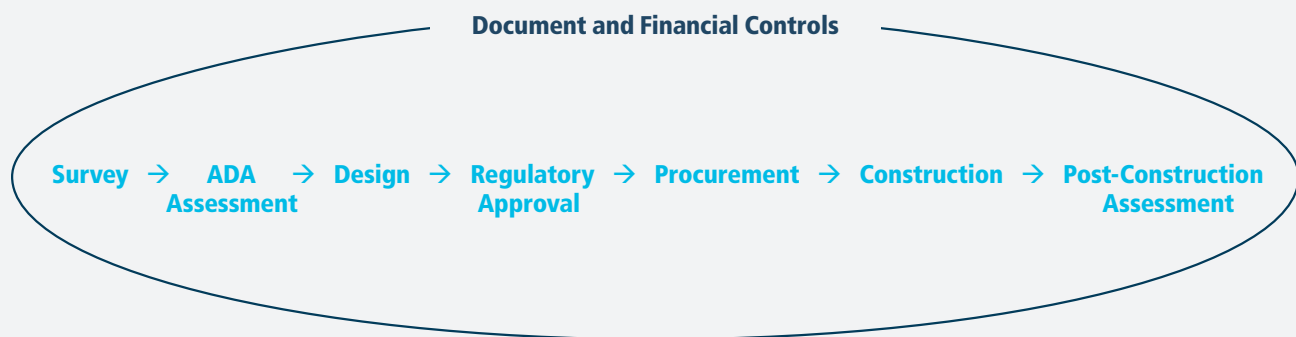 Document and Financial Controls
Survey → ADA → Design → Regulatory → Procurement → Construction → Post-Construction
Assessment Approval Assessment